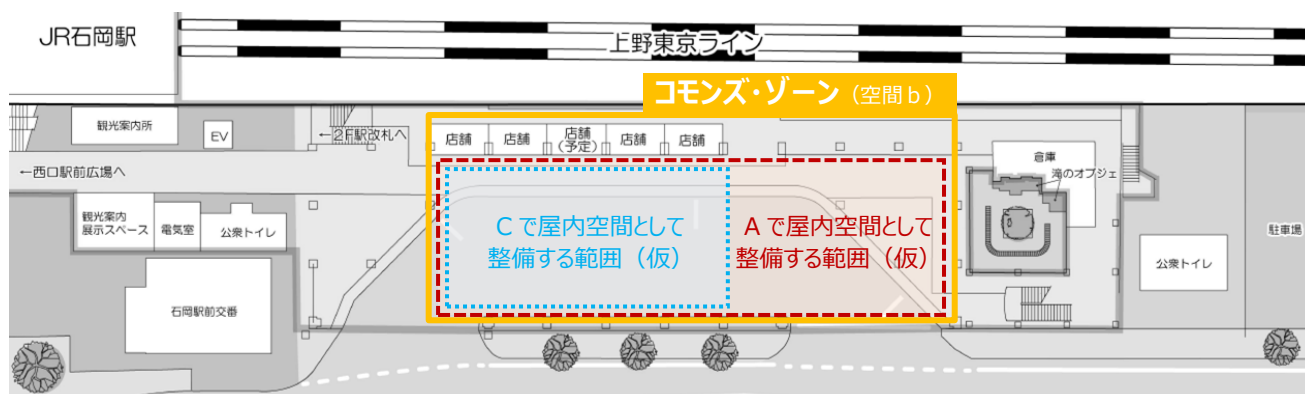 JR石岡駅
上野東京ライン
コモンズ・ゾーン（空間ｂ）
観光案内所
EV
←2F駅改札へ
店舗
店舗
店舗
（予定）
店舗
店舗
倉庫
滝のオブジェ
←西口駅前広場へ
観光案内
展示スペース
電気室
公衆トイレ
Ｃで屋内空間として
整備する範囲（仮）
Ａで屋内空間として
整備する範囲（仮）
駐車場
公衆トイレ
石岡駅前交番